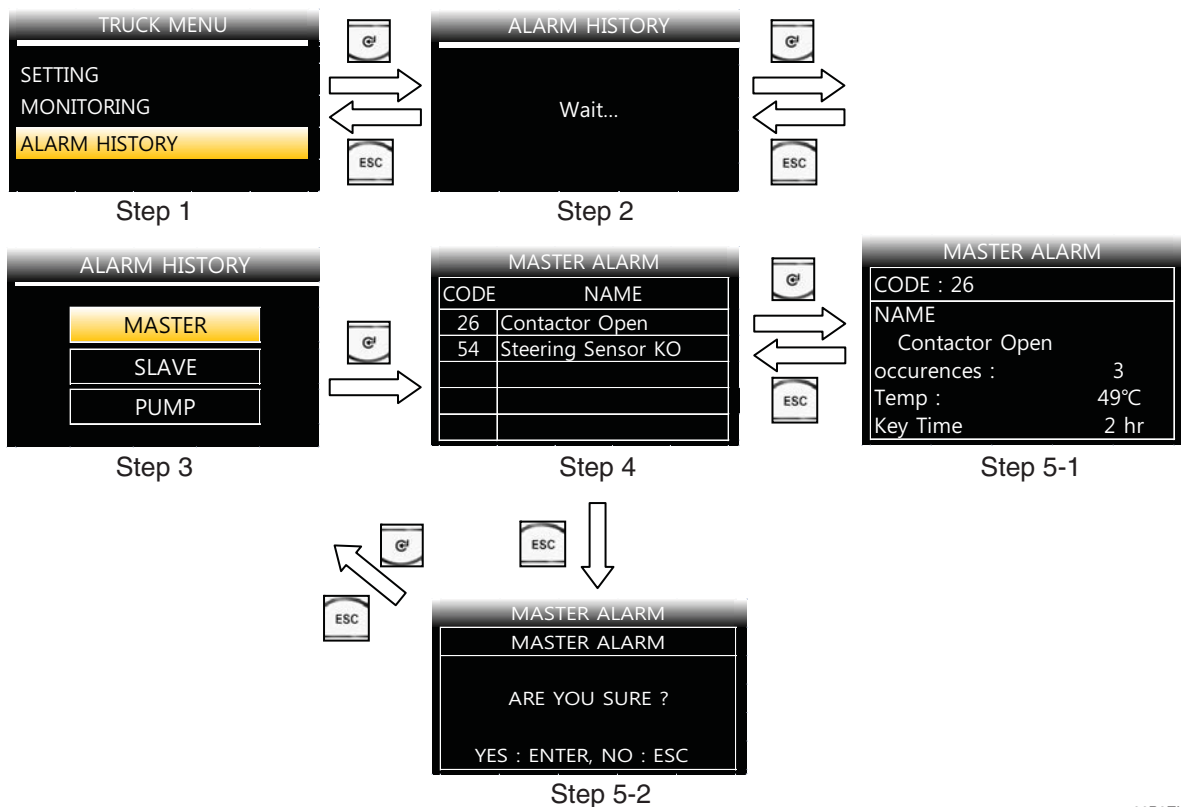 TRUCK MENU
SETTING
MONITORING
ALARM HISTORY
ESC
Step 1
ALARM HISTORY
Wait...
ESC
Step 2
ALARM HISTORY
MASTER
SLAVE
PUMP
Step 3
MASTER ALARM
CODE NAME
26 Contactor Open
54 Steering Sensor KO
ESC
Step 4
MASTER ALARM
CODE : 26
NAME
Contactor Open
occurences : 3
Temp : 49℃
Key Time 2 hr
Step 5-1
ESC
ESC
MASTER ALARM
MASTER ALARM
ARE YOU SURE ?
YES : ENTER, NO : ESC
Step 5-2